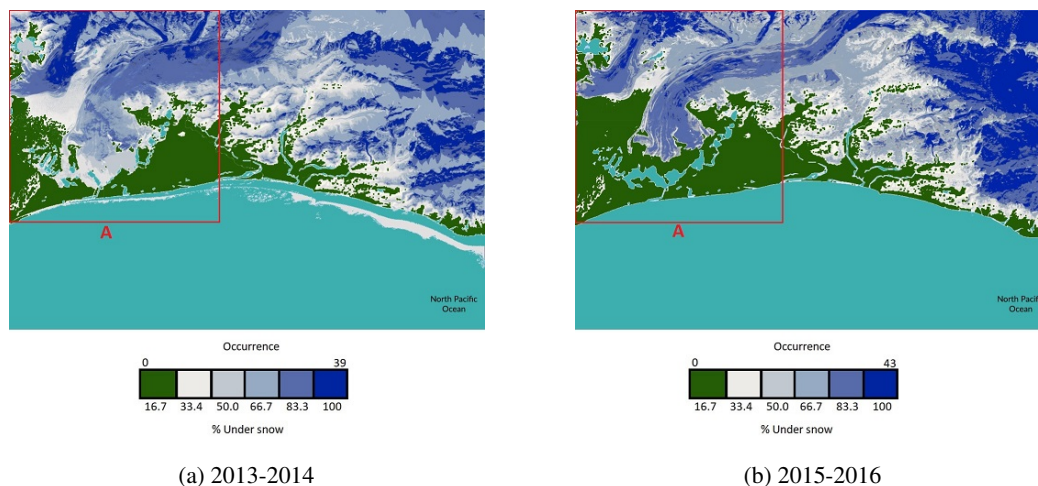 A
North Pacific
Ocean
Occurrence
0 39
16.7 33.4 50.0 66.7 83.3 100
% Under snow
(a) 2013-2014
A
North Pacific
Ocean
Occurrence
0 43
16.7 33.4 50.0 66.7 83.3 100
% Under snow
(b) 2015-2016